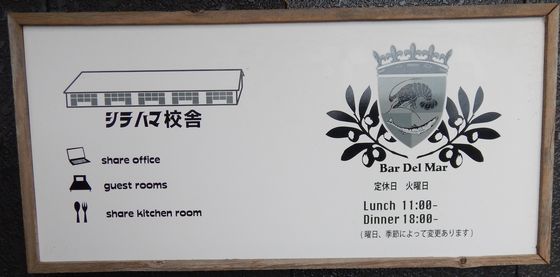 シラハマ校舎
share office
guest rooms
share kitchen room
Bar Del Mar
定休日 火曜日
Lunch 11:00-
Dinner 18:00-
(曜日、季節によって変更あります)